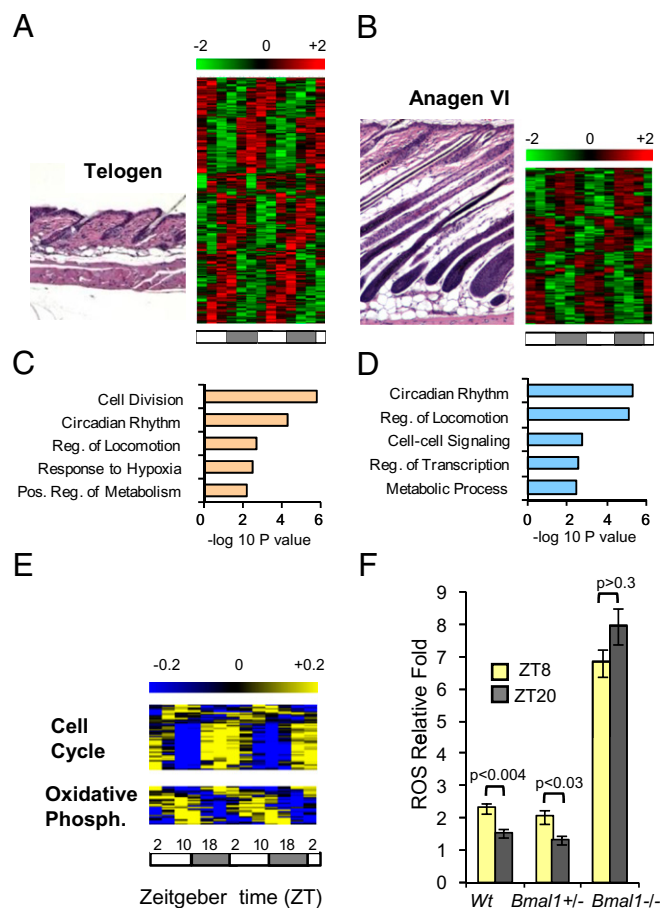 A
-2 0 +2
Telogen
B
Anagen VI
-2 0 +2
C
Cell Division
Circadian Rhythm
Reg. of Locomotion
Response to Hypoxia
Pos. Reg. of Metabolism
0 2 4 6
-log 10 P value
D
Circadian Rhythm
Reg. of Locomotion
Cell-cell Signaling
Reg. of Transcription
Metabolic Process
0 2 4 6
-log 10 P value
E
-0.2 0 +0.2
Cell
Cycle
Oxidative
Phosph.
2 10 18 2 10 18 2
Zeitgeber time (ZT)
F
ROS Relative Fold
9
8
7
6
5
4
3
2
1
0
ZT8
ZT20
p<0.004
p<0.03
p>0.3
Wt Bmal1+/- Bmal1-/-